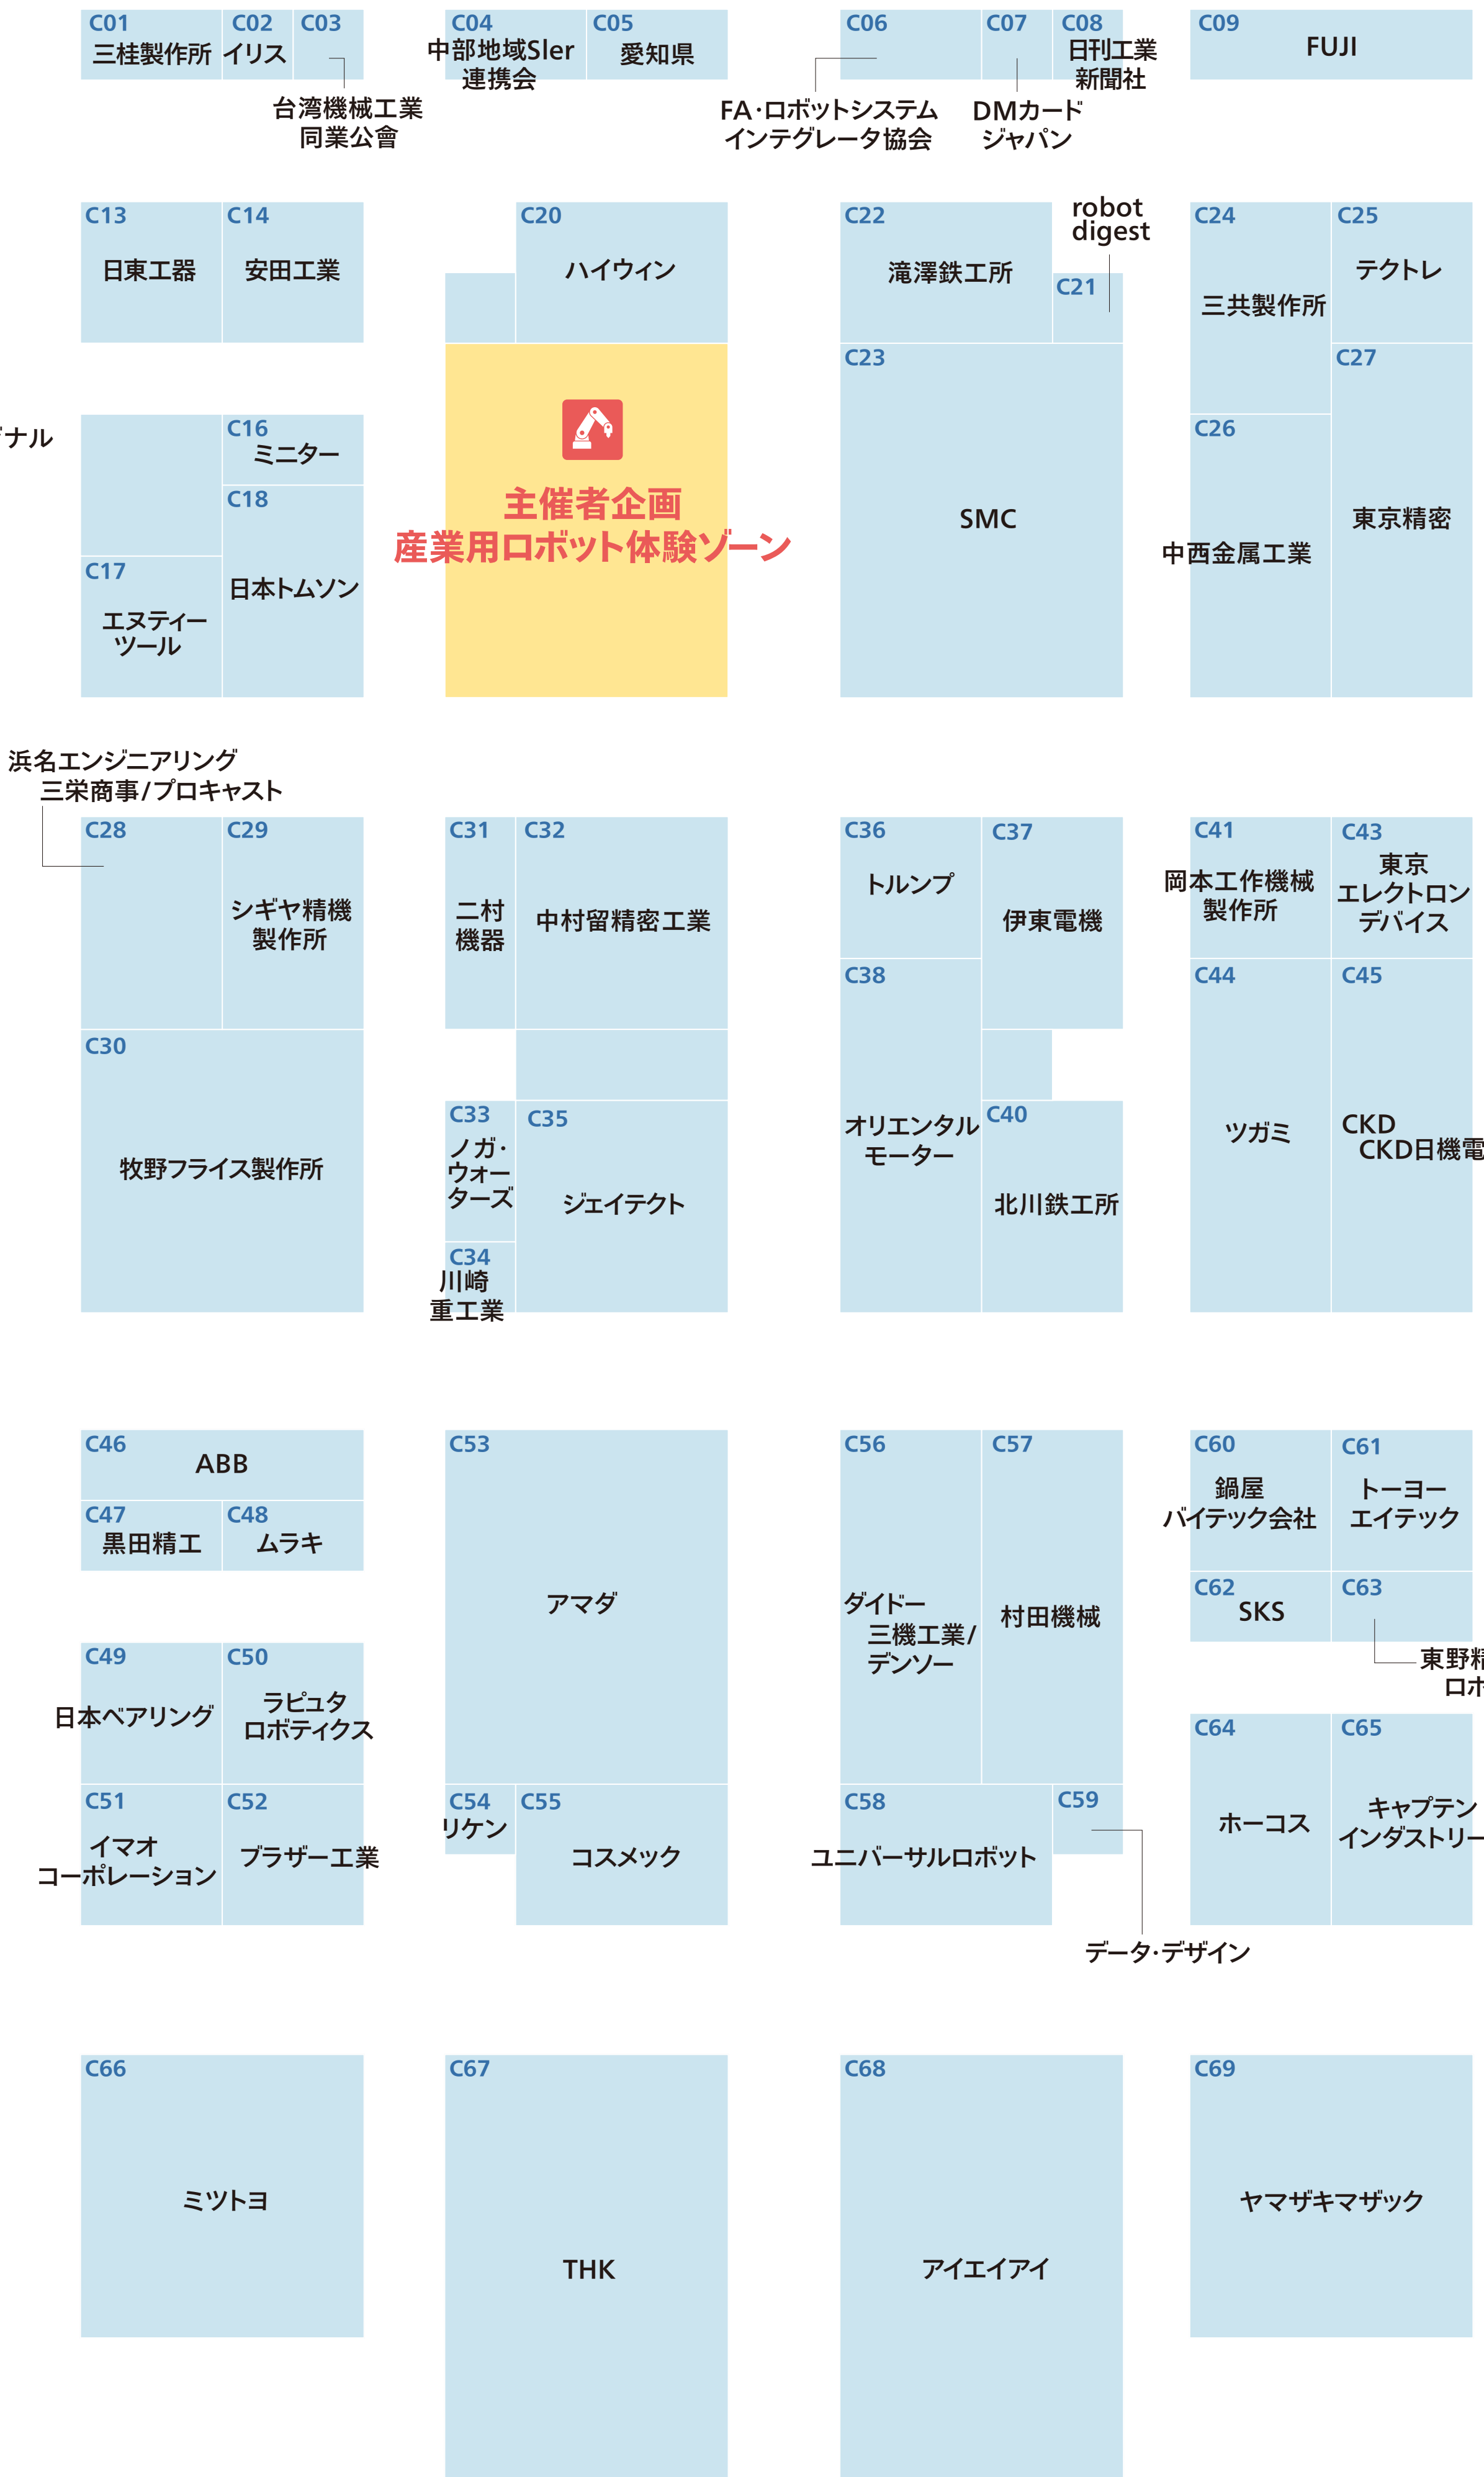 C01
三桂製作所
C02
イリス
C03
台湾機械工業
同業公會
C04
中部地域SIer
連携会
C05
愛知県
C06
FA・ロボットシステム
インテグレータ協会
C07
DMカード
ジャパン
C08
日刊工業
新聞社
C09
FUJI
C13
日東工器
C14
安田工業
C20
ハイウィン
C22
滝澤鉄工所
robot
digest
C21
C24
三共製作所
C25
テクトレ
主催者企画
産業用ロボット体験ゾーン
C23
SMC
C27
東京精密
ナル
C16
ミニター
C18
日本トムソン
C17
エヌティー
ツール
C26
中西金属工業
浜名エンジニアリング
三栄商事/プロキャスト
C28
C29
シギヤ精機
製作所
C30
牧野フライス製作所
C31
二村
機器
C32
中村留精密工業
C33
ノガ・
ウォー
ターズ
C34
川崎
重工業
C35
ジェイテクト
C36
トルンプ
C37
伊東電機
C38
オリエンタル
モーター
C40
北川鉄工所
C41
岡本工作機械
製作所
C43
東京
エレクトロン
デバイス
C44
ツガミ
C45
CKD
CKD日機電
C46
ABB
C47
黒田精工
C48
ムラキ
C49
日本ベアリング
C50
ラピュタ
ロボティクス
C51
イマオ
コーポレーション
C52
ブラザー工業
C53
アマダ
C54
リケン
C55
コスメック
C56
ダイドー
三機工業/
デンソー
C57
村田機械
C58
ユニバーサルロボット
C59
データ・デザイン
C60
鍋屋
バイテック会社
C61
トーヨー
エイテック
C62
SKS
C63
東野精
ロボ
C64
ホーコス
C65
キャプテン
インダストリー
C66
ミツトヨ
C67
THK
C68
アイエイアイ
C69
ヤマザキマザック